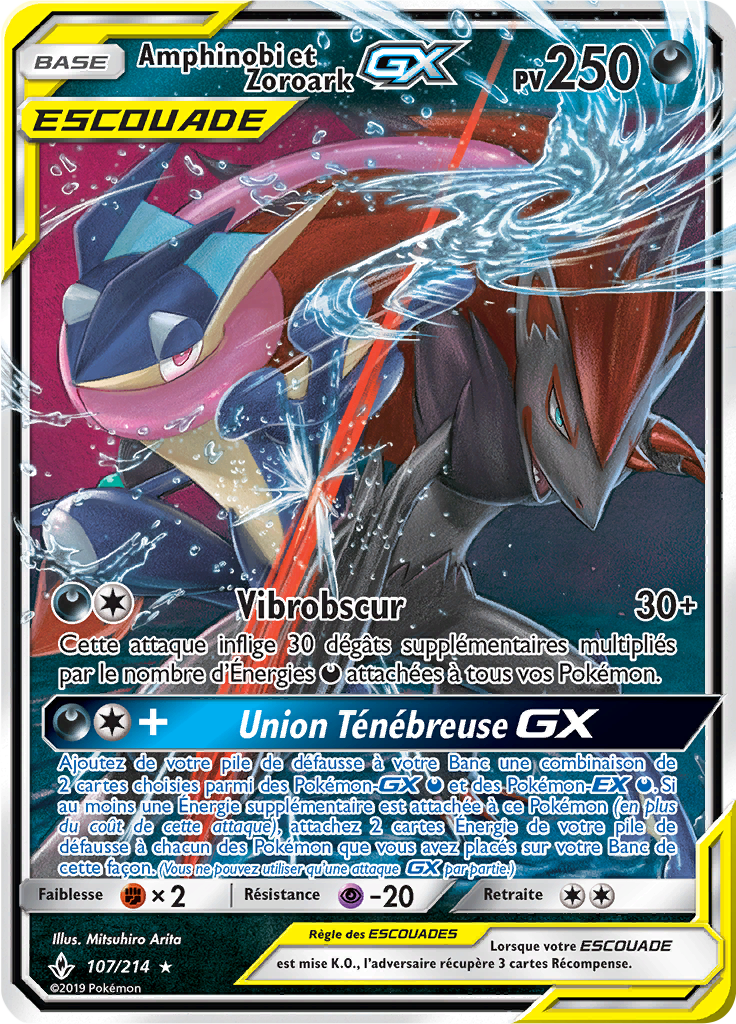 BASE
Amphinobi et
Zoroark GX
PV250
ESCOUADE
Vibrobscur 30+
Cette attaque inflige 30 dégâts supplémentaires multipliés
par le nombre d'Énergies attachées à tous vos Pokémon.
+ Union Ténébreuse GX
Ajoutez de votre pile de défausse à votre Banc une combinaison de
2 cartes choisies parmi des Pokémon-GX et des Pokémon-EX . Si
au moins une Énergie supplémentaire est attachée à ce Pokémon (en plus
du coût de cette attaque), attachez 2 cartes Énergie de votre pile de
défausse à chacun des Pokémon que vous avez placés sur votre Banc de
cette façon. (Vous ne pouvez utiliser qu'une attaque GX par partie.)
Faiblesse ×2 Résistance -20 Retraite
Illus. Mitsuhiro Arita
107/214 ★
©2019 Pokémon
Règle des ESCOUADES
Lorsque votre ESCOUADE
est mise K.O., l'adversaire récupère 3 cartes Récompense.